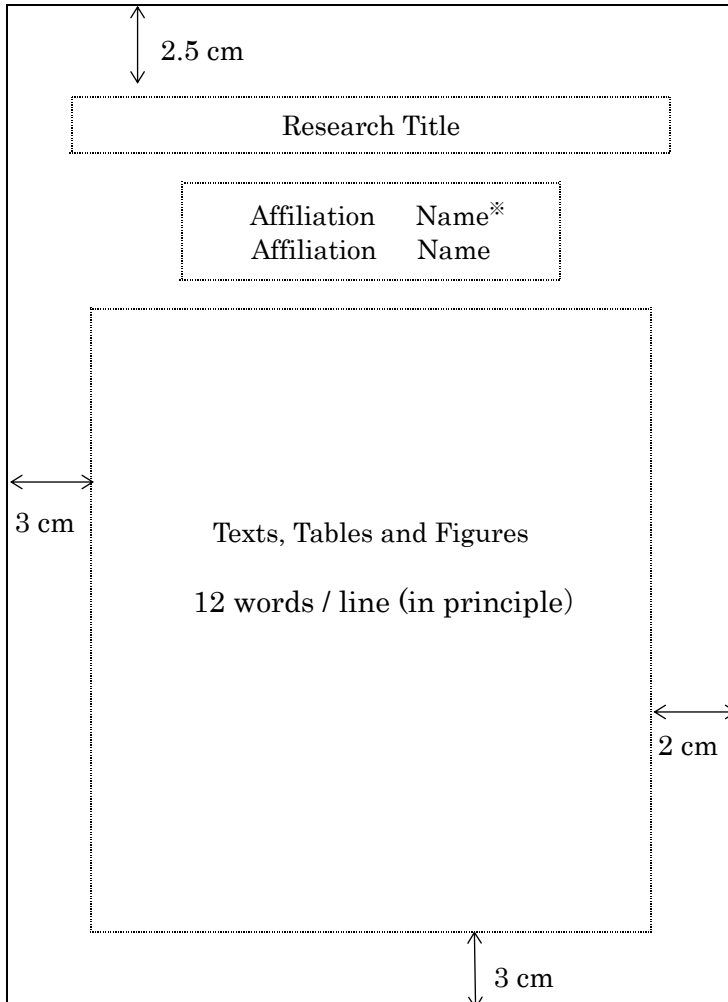 2.5 cm
Research Title
Affiliation Name※
Affiliation Name
3 cm
Texts, Tables and Figures
12 words / line (in principle)
2 cm
3 cm